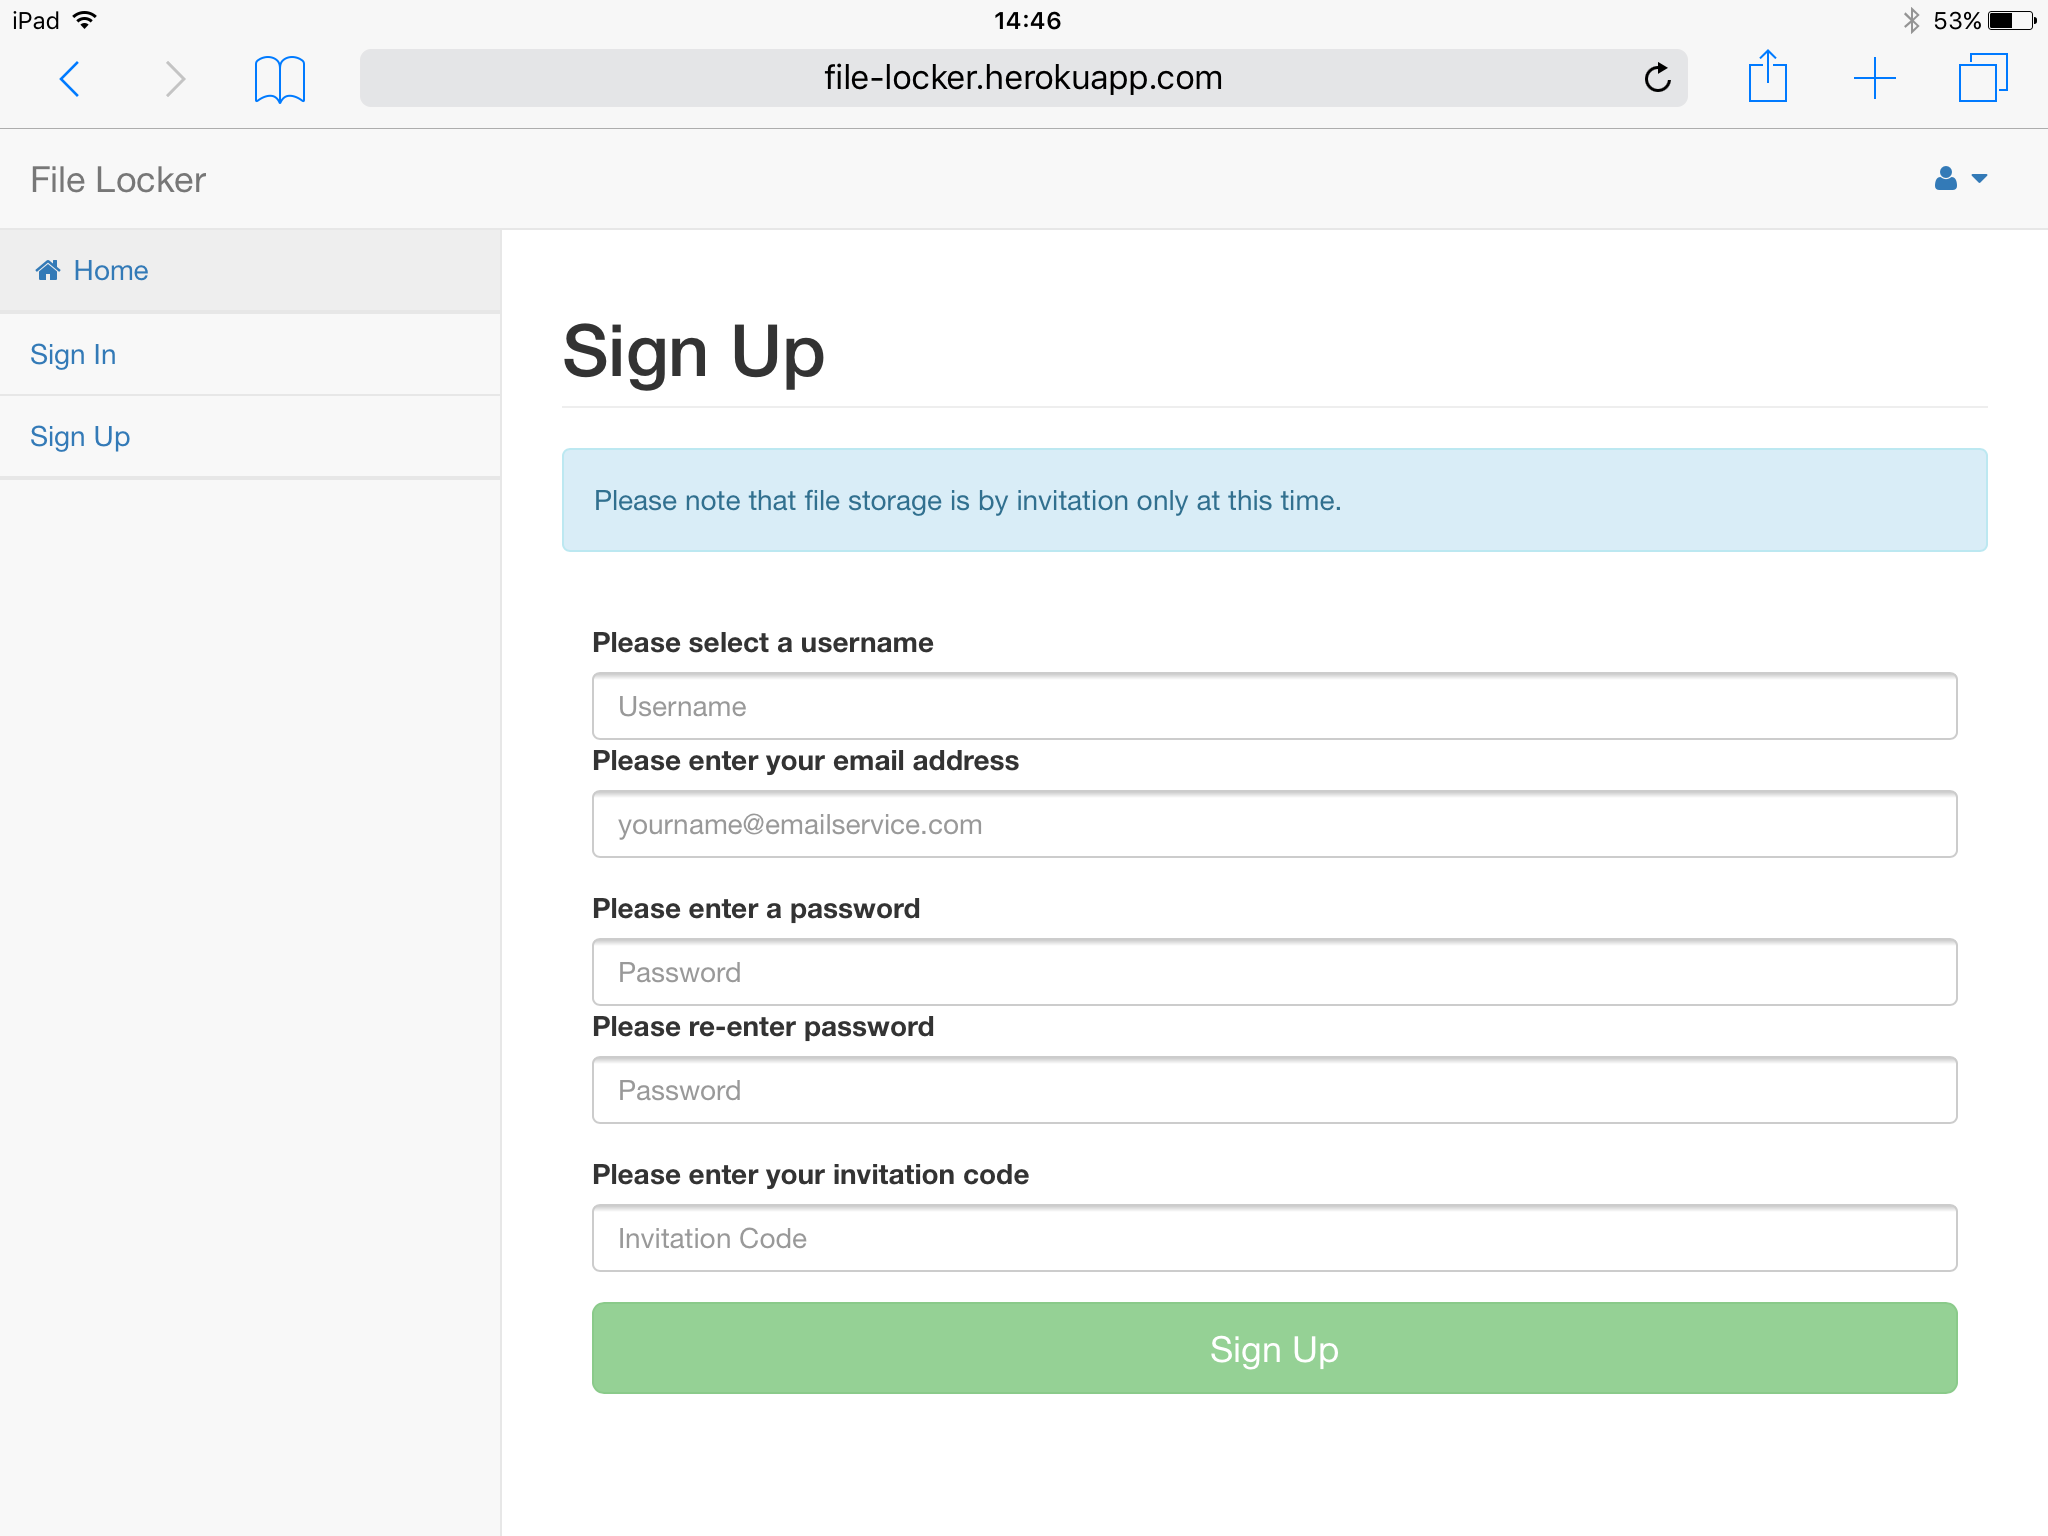 iPad 14:46 53%
file-locker.herokuapp.com
File Locker
Home
Sign In
Sign Up
Sign Up
Please note that file storage is by invitation only at this time.
Please select a username
Username
Please enter your email address
yourname@emailservice.com
Please enter a password
Password
Please re-enter password
Password
Please enter your invitation code
Invitation Code
Sign Up